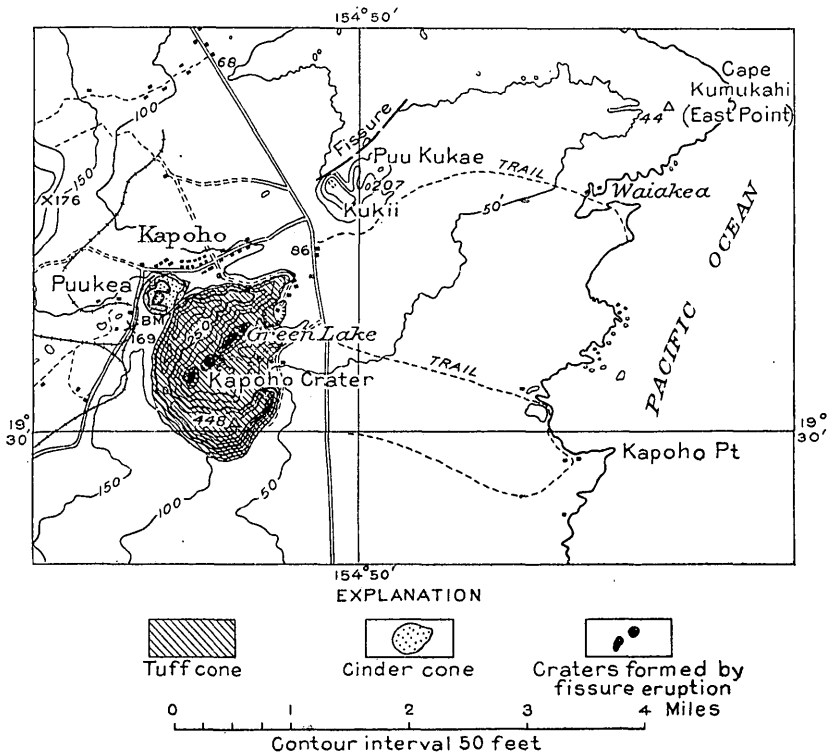 154°50'
68
100
150
Cape
Kumukahi
(East Point)
44
Fissure
Puu Kukae
207
Kukii
TRAIL
50'
Waiakea
X176
Kapoho
86
Puukea
BM
169
50
Green Lake
Kapoho Crater
448
TRAIL
PACIFIC OCEAN
19°
30'
19°
30'
Kapoho Pt
150
100
50
154°50'
EXPLANATION
Tuff cone
Cinder cone
Craters formed by
fissure eruption
0 1 2 3 4 Miles
Contour interval 50 feet